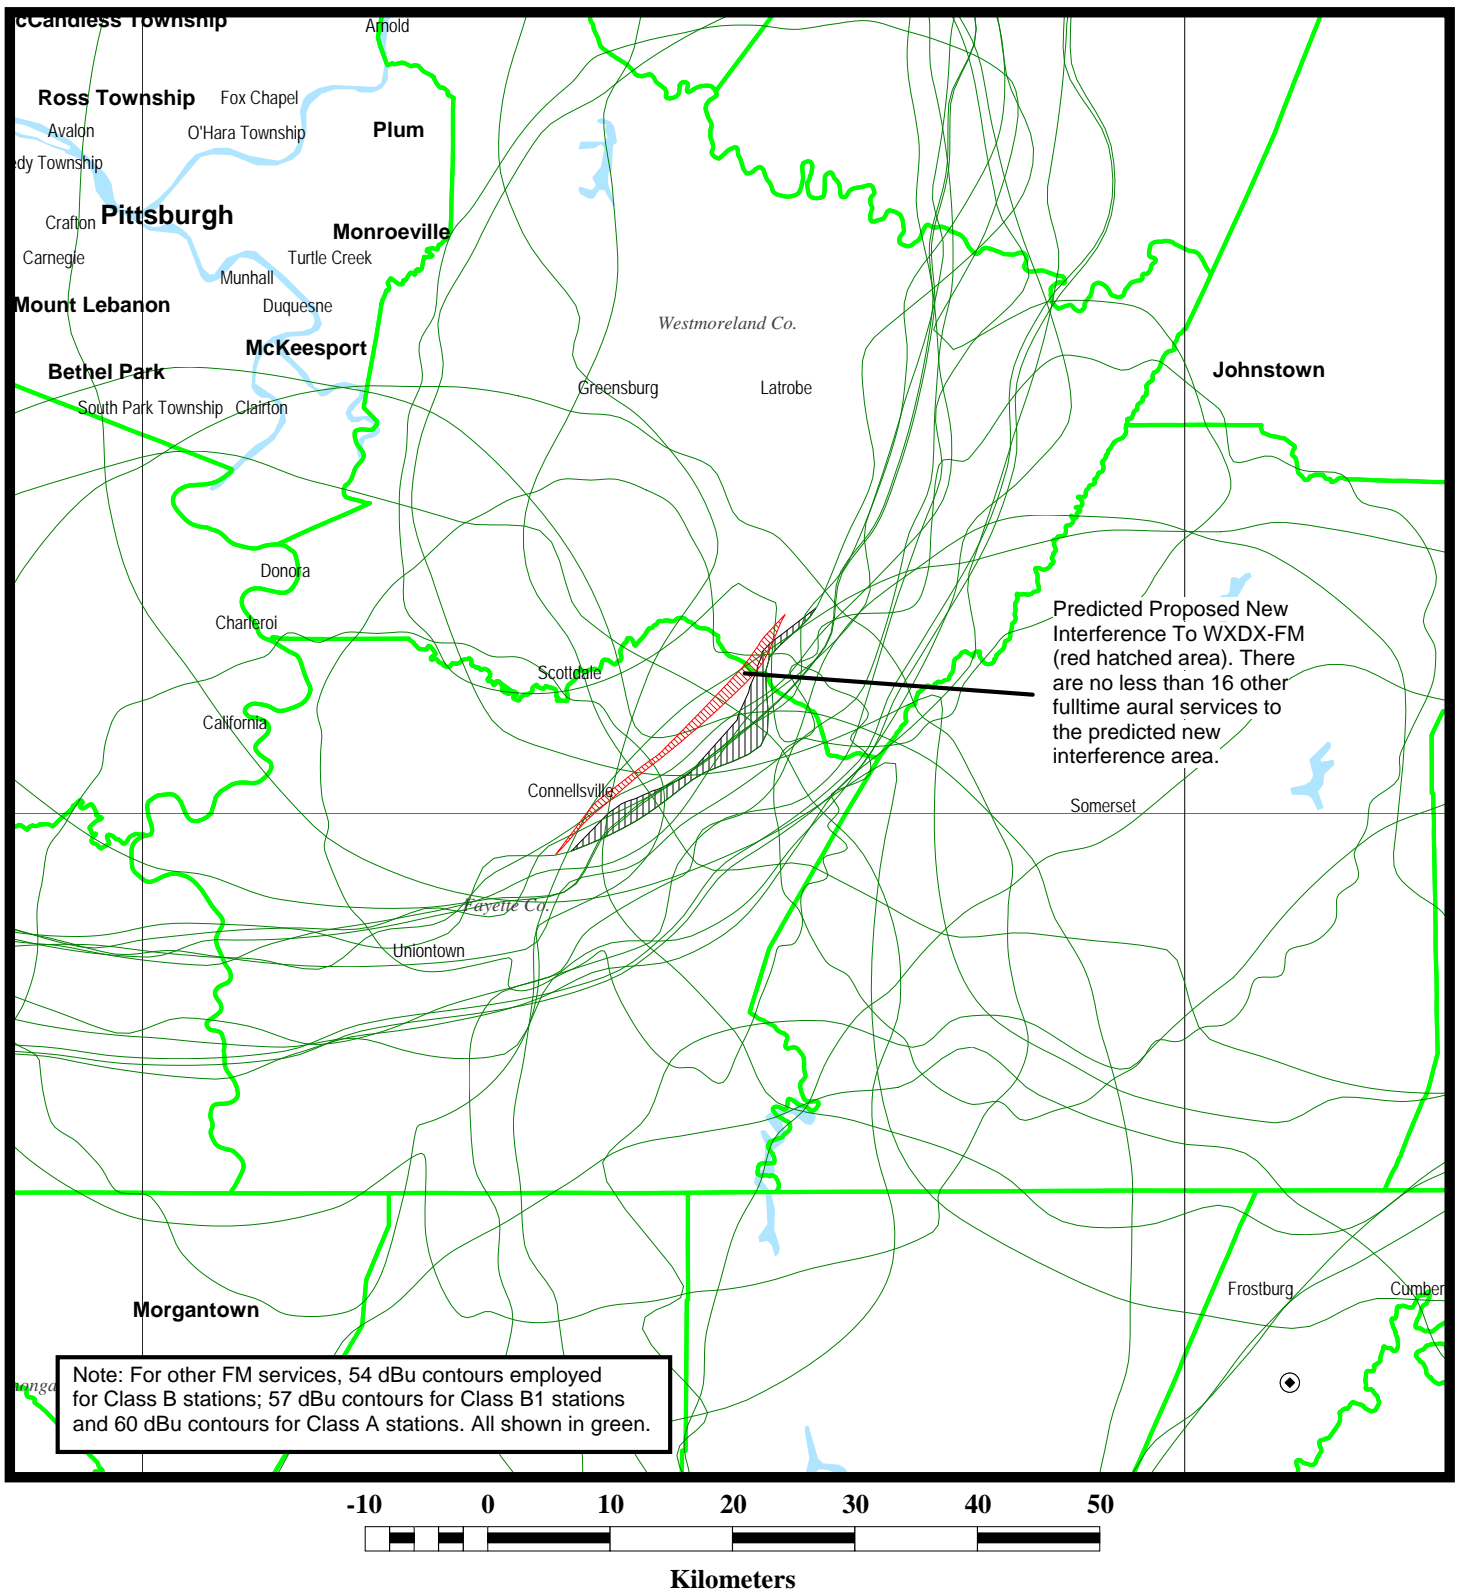 cCandless Township
Arnold
Ross Township
Fox Chapel
Avalon
O'Hara Township
Plum
edy Township
Crafton
Pittsburgh
Monroeville
Carnegie
Turtle Creek
Munhall
Mount Lebanon
Duquesne
Westmoreland Co.
McKeesport
Bethel Park
Greensburg
Latrobe
Johnstown
South Park Township
Clairton
Donora
Charleroi
Predicted Proposed New
Interference To WXDX-FM
(red hatched area). There
are no less than 16 other
fulltime aural services to
the predicted new
interference area.
Scottdale
California
Connellsville
Somerset
Fayette Co.
Uniontown
Frostburg
Cumber
Morgantown
Note: For other FM services, 54 dBu contours employed
for Class B stations; 57 dBu contours for Class B1 stations
and 60 dBu contours for Class A stations. All shown in green.
-10 0 10 20 30 40 50
Kilometers